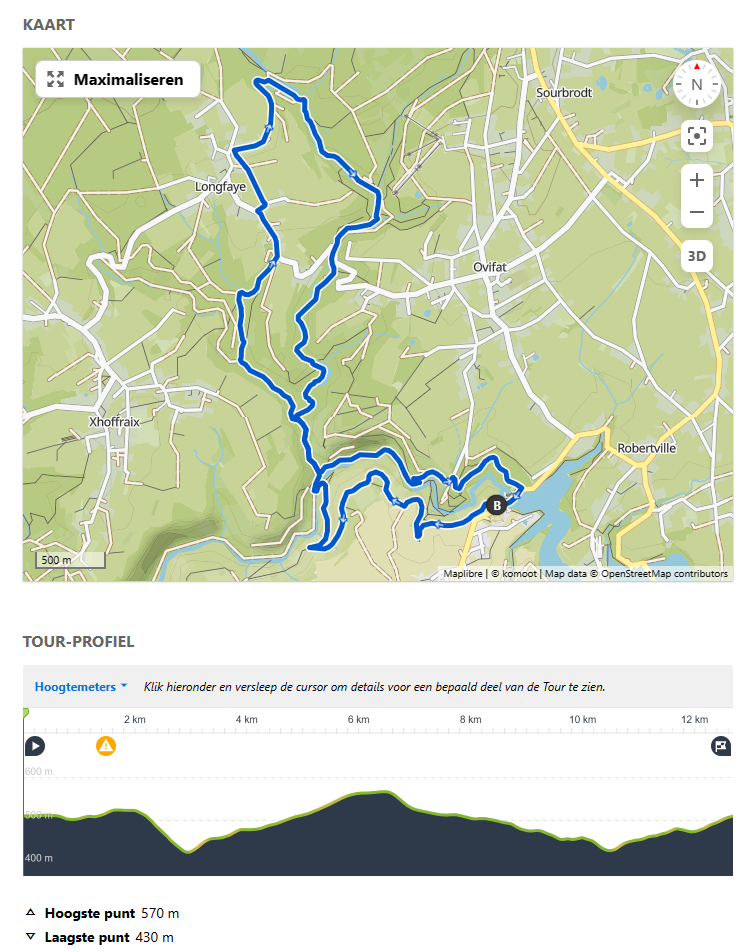 KAART
Maximaliseren
N
Sourbrodt
Longfaye
3D
Ovifat
Xhoffraix
Robertville
B
500 m
Maplibre | © komoot | Map data © OpenStreetMap contributors
TOUR-PROFIEL
Hoogtemeters Klik hieronder en versleep de cursor om details voor een bepaald deel van de Tour te zien.
2 km 4 km 6 km 8 km 10 km 12 km
600 m
500 m
400 m
Hoogste punt 570 m
Laagste punt 430 m